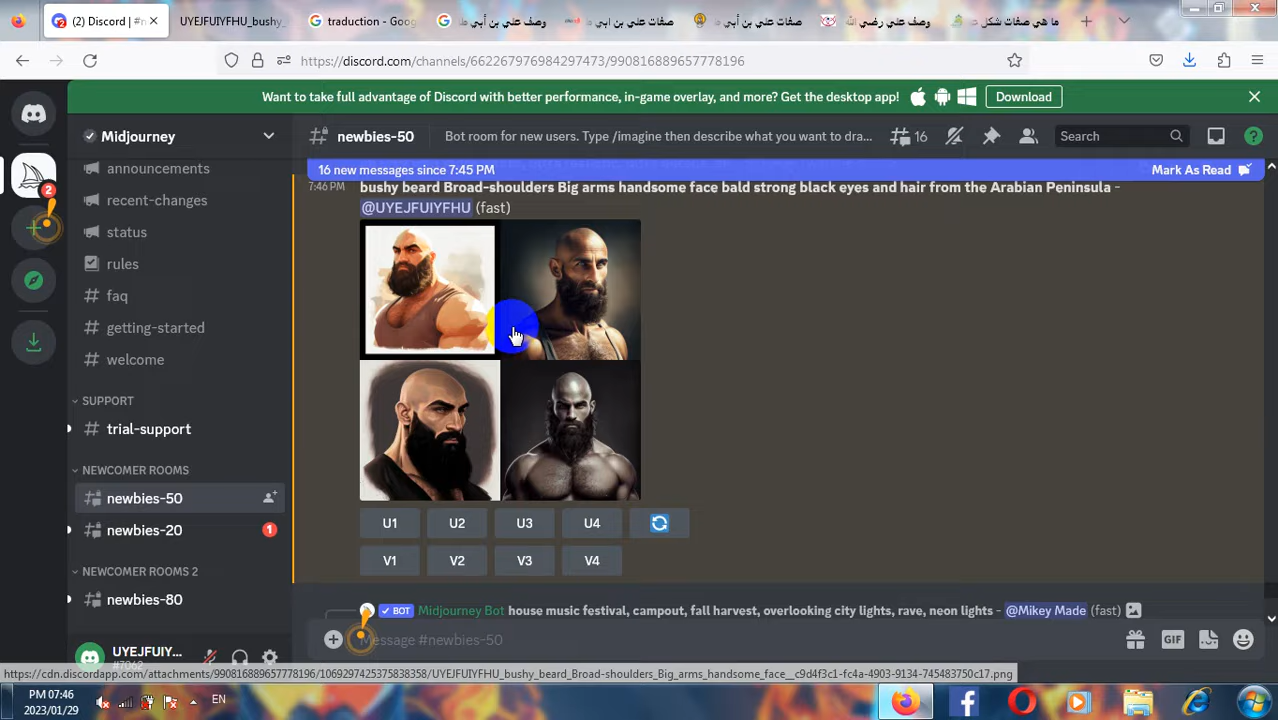 (2) Discord | #n
UYEJFUIYFHU_bushy_
traduction - Goo
وصف علي بن أبي ط
صفات علي بن ابي ط
صفات علي بن أبي ط
وصف علي رضي الله
ما هي صفات شكل
https://discord.com/channels/662267976984297473/990816889657778196
Want to take full advantage of Discord with better performance, in-game overlay, and more? Get the desktop app!
Download
Midjourney
newbies-50
Bot room for new users. Type /imagine then describe what you want to dra...
16
Search
announcements
recent-changes
status
rules
faq
getting-started
welcome
SUPPORT
trial-support
NEWCOMER ROOMS
newbies-50
newbies-20
1
NEWCOMER ROOMS 2
newbies-80
2
16 new messages since 7:45 PM
Mark As Read
7:46 PM
bushy beard Broad-shoulders Big arms handsome face bald strong black eyes and hair from the Arabian Peninsula -
@UYEJFUIYFHU (fast)
U1 U2 U3 U4
V1 V2 V3 V4
BOT Midjourney Bot house music festival, campout, fall harvest, overlooking city lights, rave, neon lights - @Mikey Made (fast)
Message #newbies-50
GIF
UYEJFUIYF...
#7062
https://cdn.discordapp.com/attachments/990816889657778196/1069297425375838358/UYEJFUIYFHU_bushy_beard_Broad-shoulders_Big_arms_handsome_face__c9d4f3c1-fc4a-4903-9134-745483750c17.png
PM 07:46
2023/01/29
EN